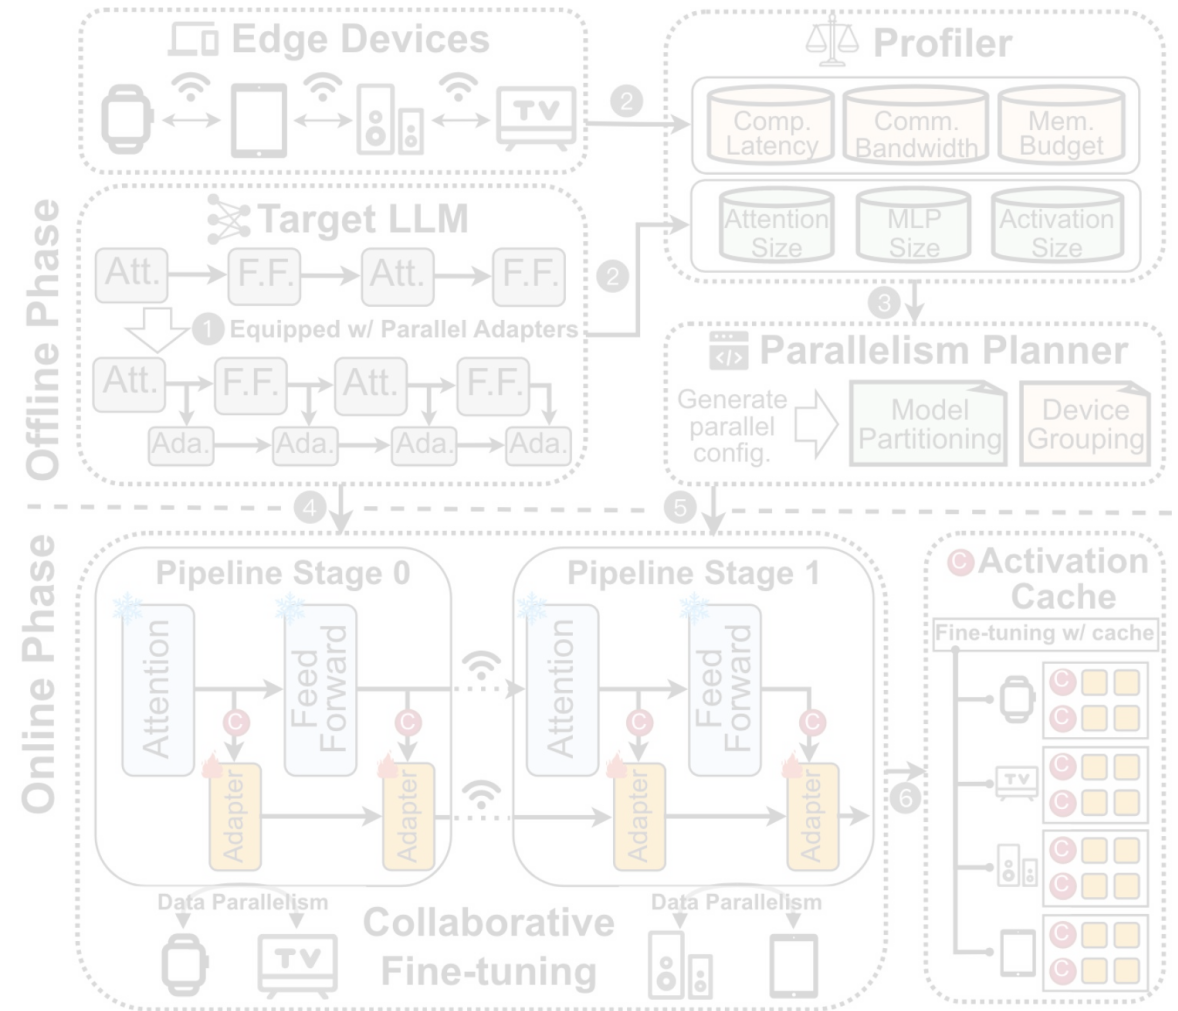 Edge Devices
TV
2
Profiler
Comp. Latency
Comm. Bandwidth
Mem. Budget
Attention Size
MLP Size
Activation Size
Offline Phase
Target LLM
Att.
F.F.
Att.
F.F.
2
1 Equipped w/ Parallel Adapters
Att.
F.F.
Att.
F.F.
Ada.
Ada.
Ada.
Ada.
3
Parallelism Planner
Generate
parallel
config.
Model
Partitioning
Device
Grouping
4
5
Online Phase
Pipeline Stage 0
Attention
Feed
Forward
C
C
Adapter
Adapter
Pipeline Stage 1
Attention
Feed
Forward
C
C
Adapter
Adapter
Data Parallelism
TV
Collaborative
Fine-tuning
Data Parallelism
6
C Activation
Cache
Fine-tuning w/ cache
C
C
TV
C
C
C
C
C
C